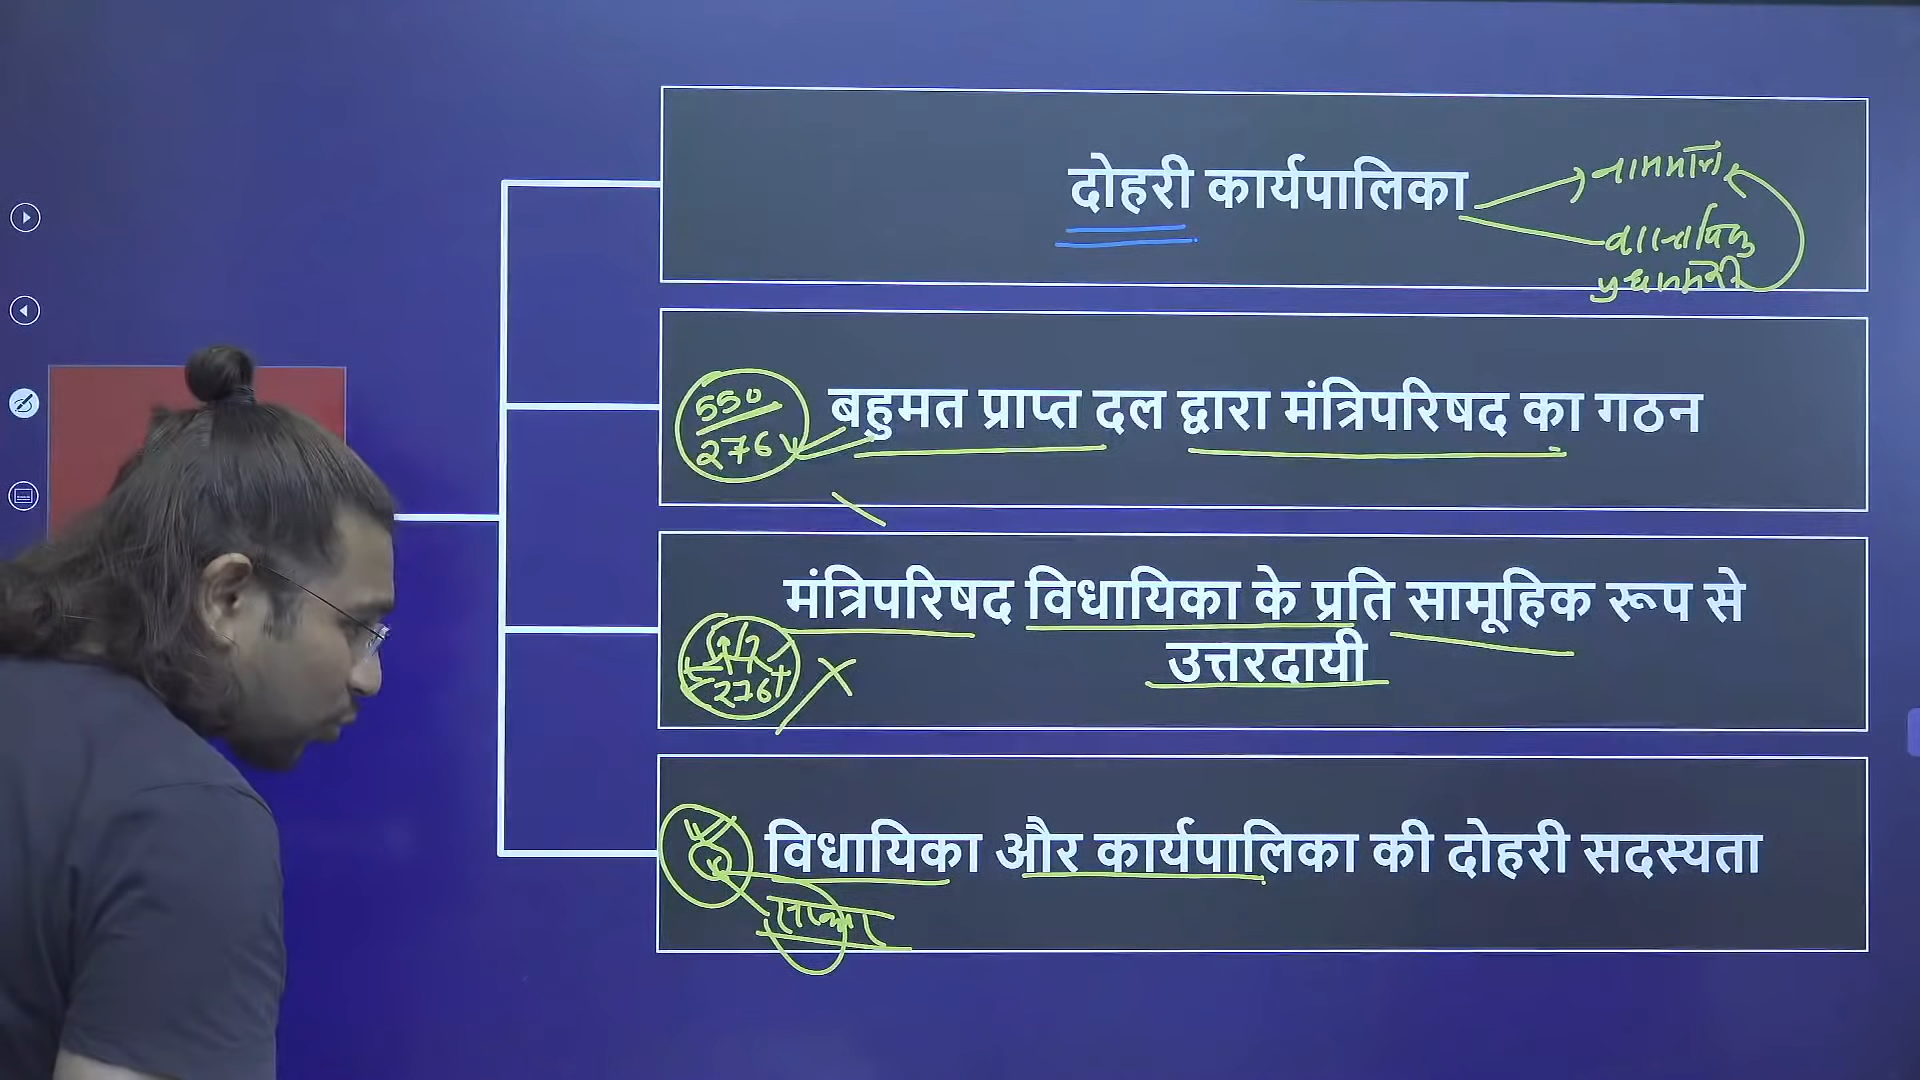 दोहरी कार्यपालिका
वास्तविक
550
276
बहुमत प्राप्त दल द्वारा मंत्रिपरिषद का गठन
मंत्रिपरिषद विधायिका के प्रति सामूहिक रूप से
उत्तरदायी
276
विधायिका और कार्यपालिका की दोहरी सदस्यता